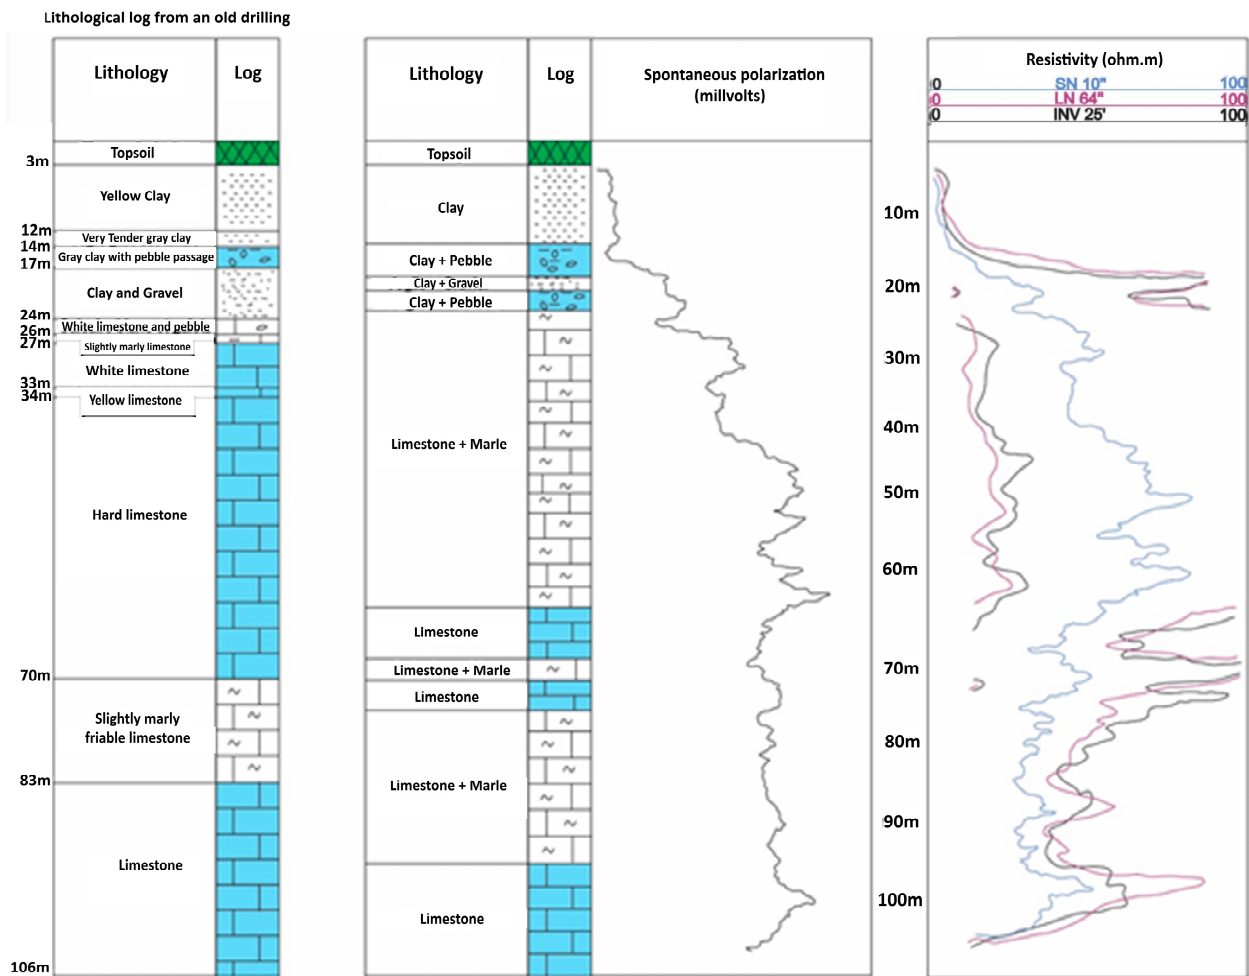 Lithological log from an old drilling
Lithology
Log
Topsoil
3m
Yellow Clay
12m
Very Tender gray clay
14m
Gray clay with pebble passage
17m
Clay and Gravel
24m
White limestone and pebble
26m
27m
Slightly marly limestone
White limestone
33m
34m
Yellow limestone
Hard limestone
70m
Slightly marly
friable limestone
83m
Limestone
106m
Lithology
Log
Spontaneous polarization
(millvolts)
Topsoil
Clay
Clay + Pebble
Clay + Gravel
Clay + Pebble
Limestone + Marle
Limestone
Limestone + Marle
Limestone
Limestone + Marle
Limestone
Resistivity (ohm.m)
0 SN 10" 100
0 LN 64" 100
0 INV 25' 100
10m
20m
30m
40m
50m
60m
70m
80m
90m
100m